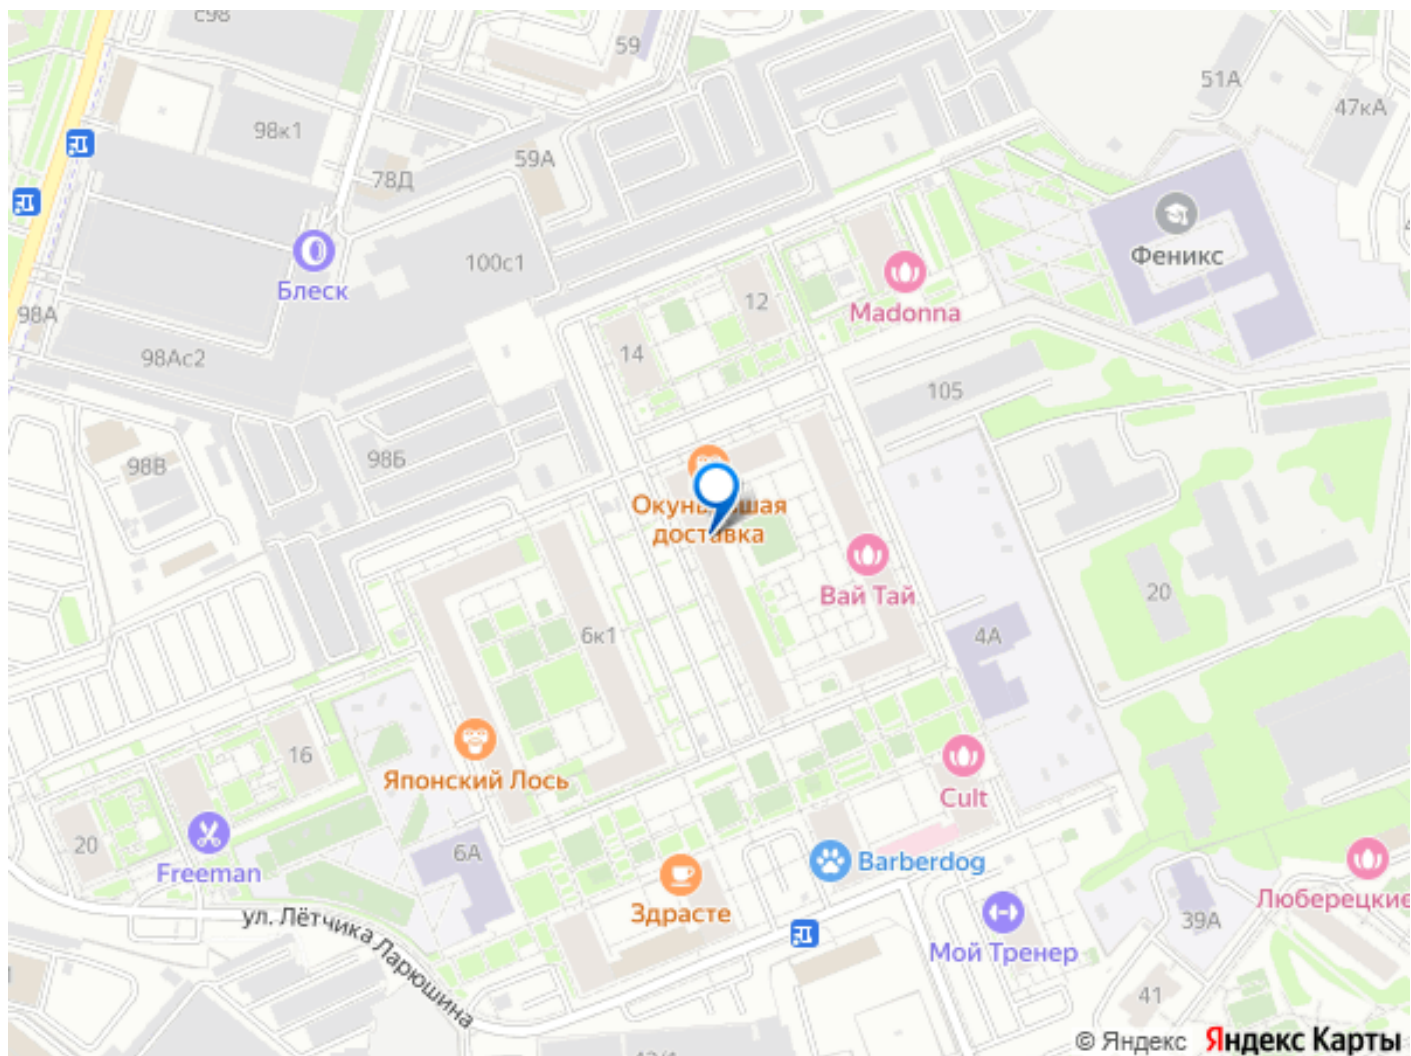 с98
59
51А
47кА
98к1
59А
78Д
Феникс
100с1
Блеск
12
Madonna
98А
14
98Ас2
105
98Б
98В
доставка
Вай Тай
20
6к1
4А
16
Японский Лось
Cult
20
6А
Freeman
Barberdog
Здрасте
Люберецкие
ул. Лётчика Ларюшина
39А
Мой Тренер
41
© Яндекс Яндекс Карты